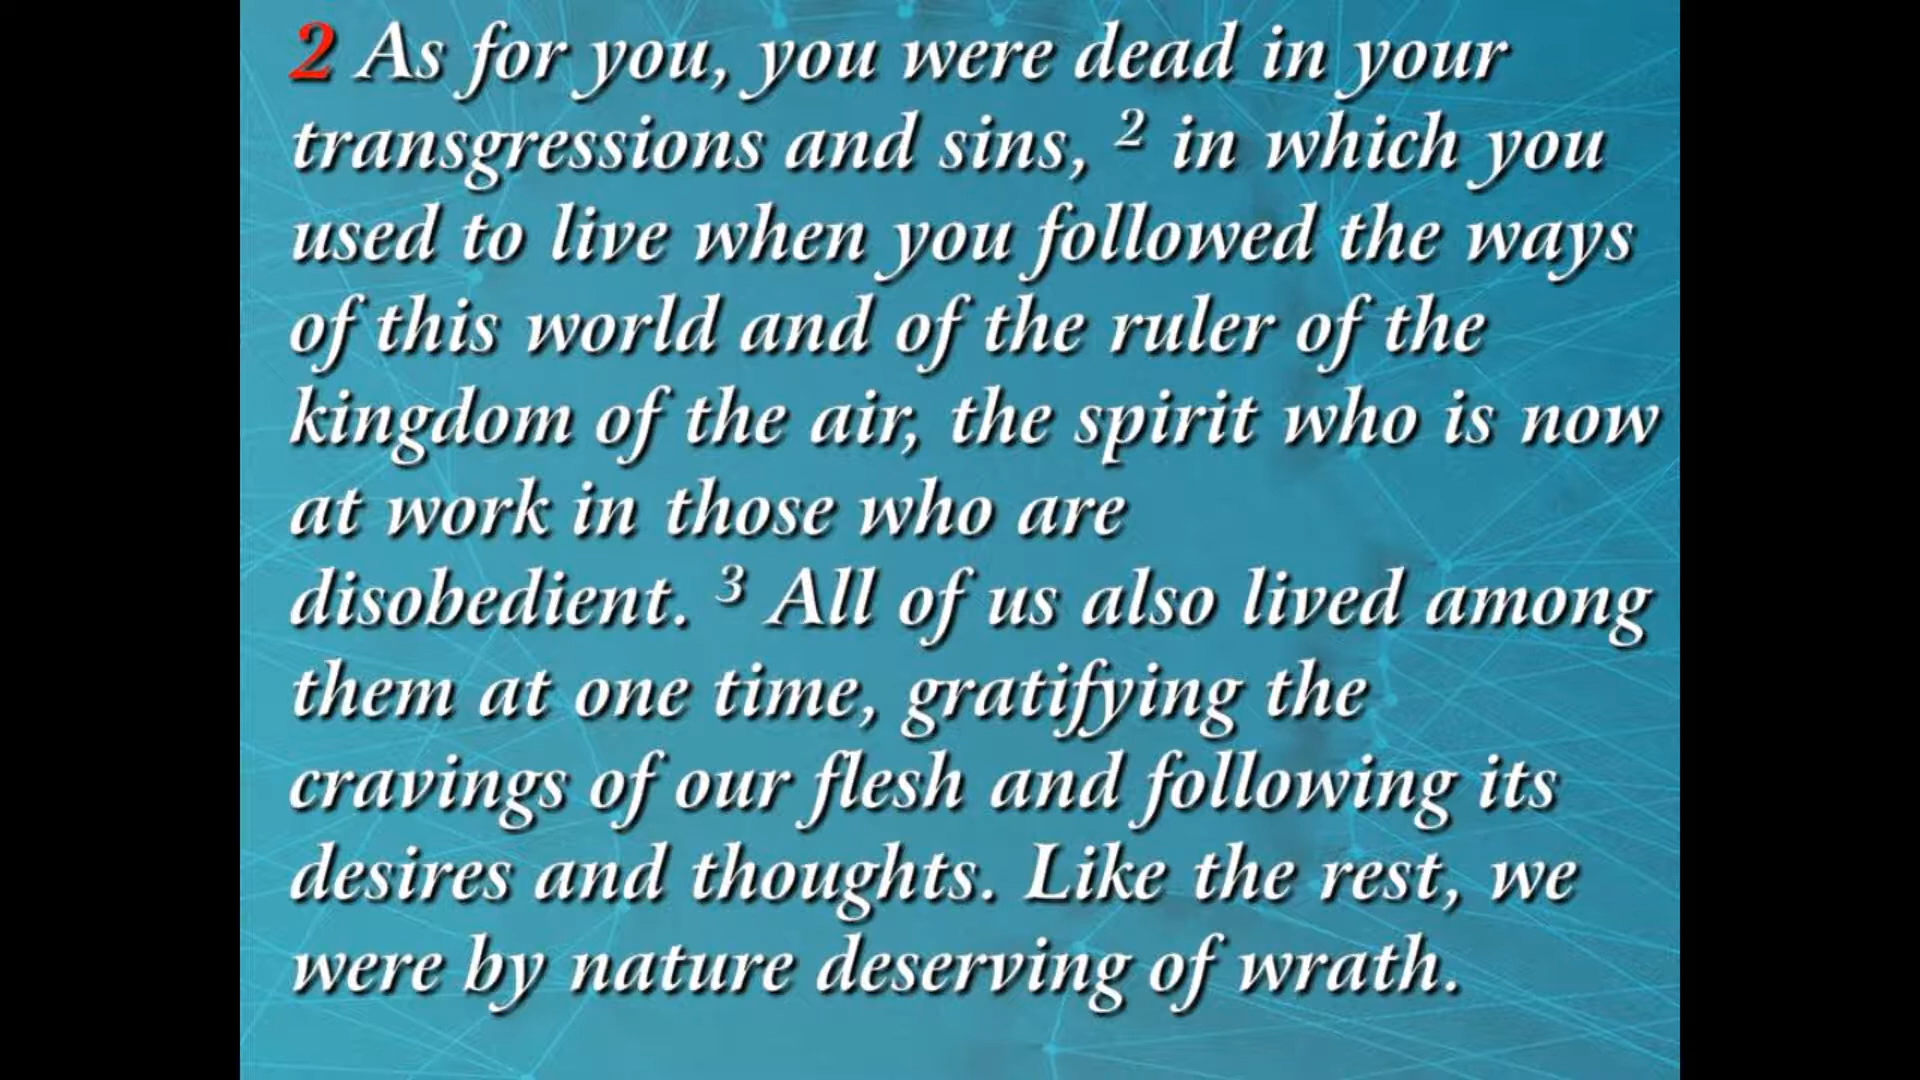 2 As for you, you were dead in your
transgressions and sins, ² in which you
used to live when you followed the ways
of this world and of the ruler of the
kingdom of the air, the spirit who is now
at work in those who are
disobedient. ³ All of us also lived among
them at one time, gratifying the
cravings of our flesh and following its
desires and thoughts. Like the rest, we
were by nature deserving of wrath.